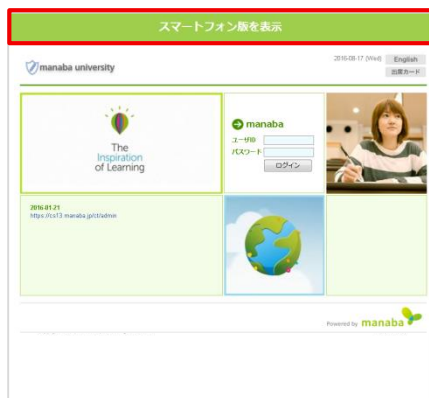 スマートフォン版を表示
manaba university
2016-08-17 (Wed)
English
出席カード
The
Inspiration
of Learning
manaba
ユーザID
パスワード
ログイン
2016-01-21
https://cs13.manaba.jp/ct/admin
Powered by manaba